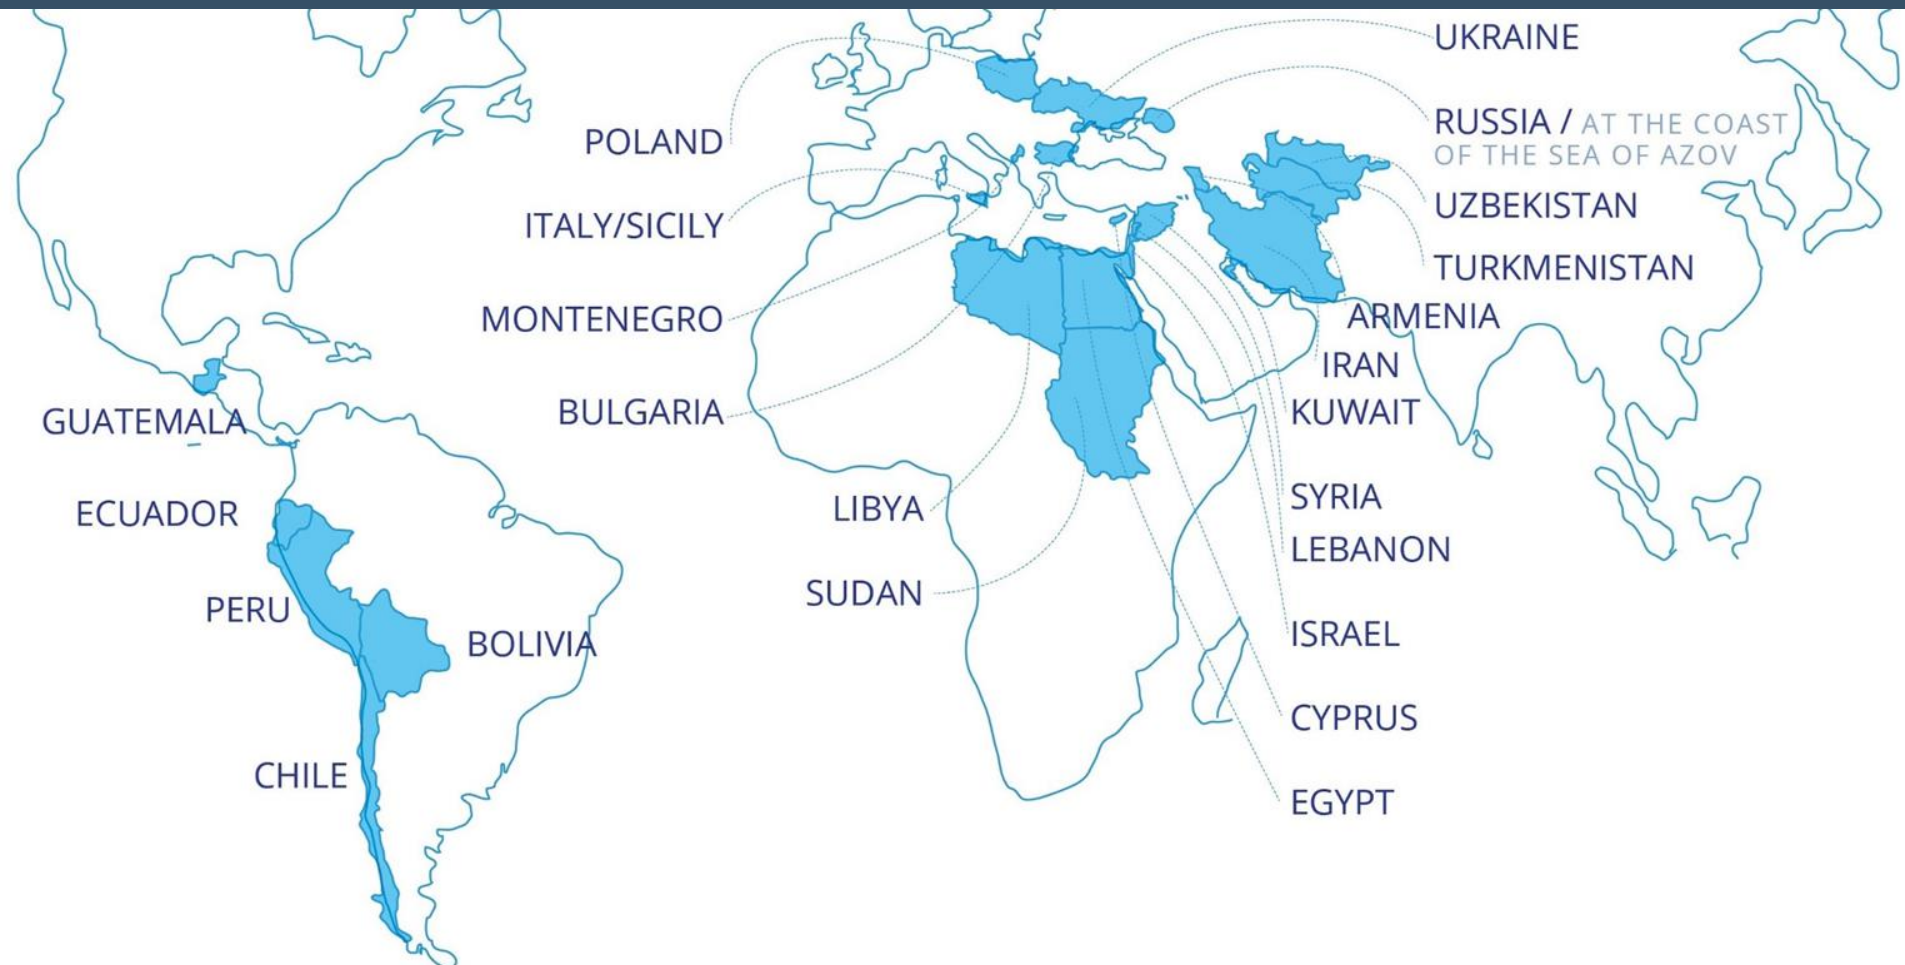 UKRAINE
RUSSIA / AT THE COAST
OF THE SEA OF AZOV
POLAND
UZBEKISTAN
ITALY/SICILY
TURKMENISTAN
MONTENEGRO
ARMENIA
IRAN
BULGARIA
KUWAIT
GUATEMALA
SYRIA
LIBYA
ECUADOR
LEBANON
SUDAN
PERU
BOLIVIA
ISRAEL
CYPRUS
CHILE
EGYPT